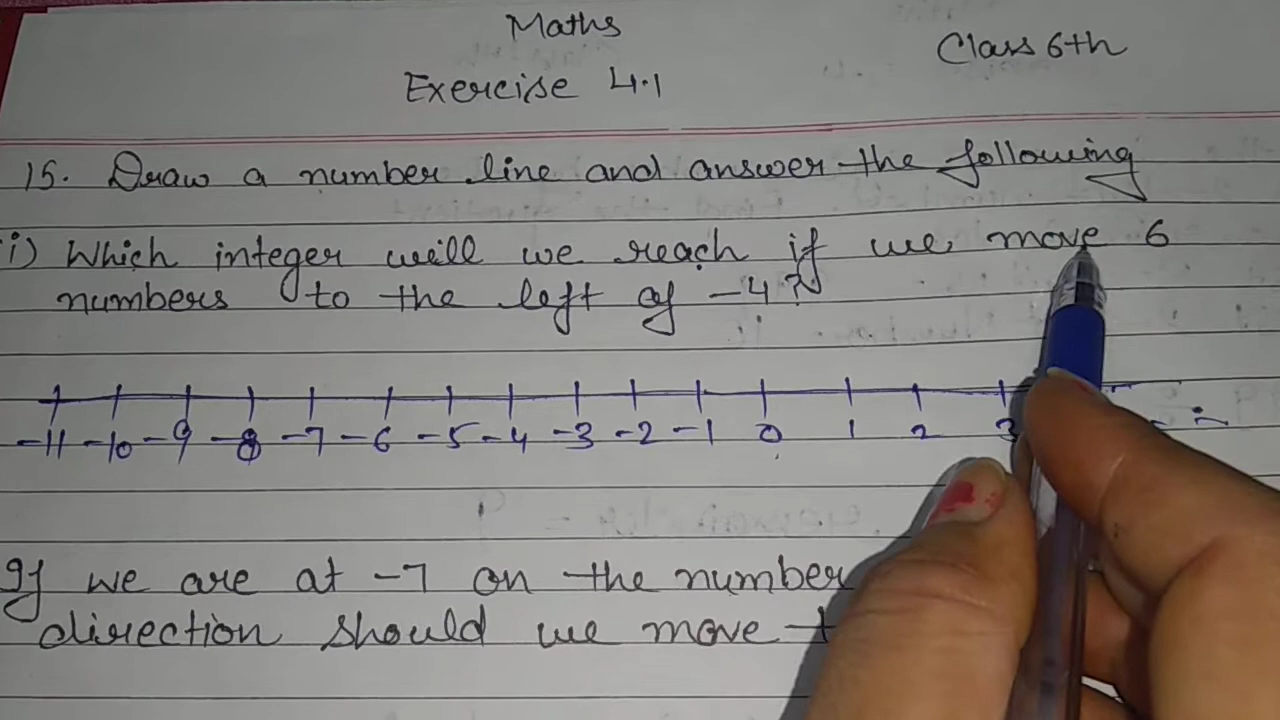 Maths
Class 6th
Exercise 4.1
15. Draw a number line and answer the following
i) Which integer will we reach if we move 6
numbers to the left of -4?
-11 -10 -9 -8 -7 -6 -5 -4 -3 -2 -1 0 1 2 3
If we are at -7 on the number
direction should we move